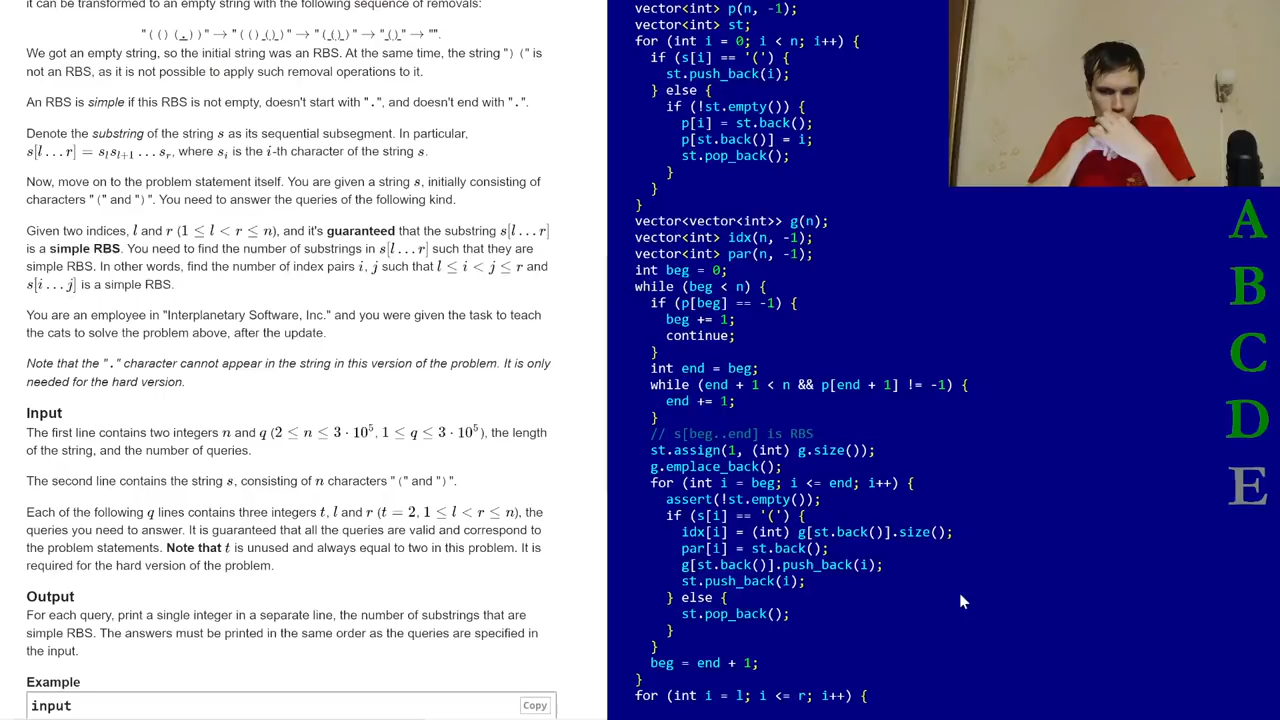 it can be transformed to an empty string with the following sequence of removals:
"(()(.))" → "(()())" → "(())" → "()" → "".
We got an empty string, so the initial string was an RBS. At the same time, the string ")(" is
not an RBS, as it is not possible to apply such removal operations to it.
An RBS is simple if this RBS is not empty, doesn't start with ".", and doesn't end with ".".
Denote the substring of the string s as its sequential subsegment. In particular,
s[l…r] = s_l s_{l+1} … s_r, where s_i is the i-th character of the string s.
Now, move on to the problem statement itself. You are given a string s, initially consisting of
characters "(" and ")". You need to answer the queries of the following kind.
Given two indices, l and r (1 ≤ l < r ≤ n), and it's guaranteed that the substring s[l…r]
is a simple RBS. You need to find the number of substrings in s[l…r] such that they are
simple RBS. In other words, find the number of index pairs i, j such that l ≤ i < j ≤ r and
s[i…j] is a simple RBS.
You are an employee in "Interplanetary Software, Inc." and you were given the task to teach
the cats to solve the problem above, after the update.
Note that the "." character cannot appear in the string in this version of the problem. It is only
needed for the hard version.
Input
The first line contains two integers n and q (2 ≤ n ≤ 3·10^5, 1 ≤ q ≤ 3·10^5), the length
of the string, and the number of queries.
The second line contains the string s, consisting of n characters "(" and ")".
Each of the following q lines contains three integers t, l and r (t = 2, 1 ≤ l < r ≤ n), the
queries you need to answer. It is guaranteed that all the queries are valid and correspond to
the problem statements. Note that t is unused and always equal to two in this problem. It is
required for the hard version of the problem.
Output
For each query, print a single integer in a separate line, the number of substrings that are
simple RBS. The answers must be printed in the same order as the queries are specified in
the input.
Example
input
Copy
vector<int> p(n, -1);
vector<int> st;
for (int i = 0; i < n; i++) {
  if (s[i] == '(') {
    st.push_back(i);
  } else {
    if (!st.empty()) {
      p[i] = st.back();
      p[st.back()] = i;
      st.pop_back();
    }
  }
}
vector<vector<int>> g(n);
vector<int> idx(n, -1);
vector<int> par(n, -1);
int beg = 0;
while (beg < n) {
  if (p[beg] == -1) {
    beg += 1;
    continue;
  }
  int end = beg;
  while (end + 1 < n && p[end + 1] != -1) {
    end += 1;
  }
  // s[beg..end] is RBS
  st.assign(1, (int) g.size());
  g.emplace_back();
  for (int i = beg; i <= end; i++) {
    assert(!st.empty());
    if (s[i] == '(') {
      idx[i] = (int) g[st.back()].size();
      par[i] = st.back();
      g[st.back()].push_back(i);
      st.push_back(i);
    } else {
      st.pop_back();
    }
  }
  beg = end + 1;
}
for (int i = l; i <= r; i++) {
A
B
C
D
E